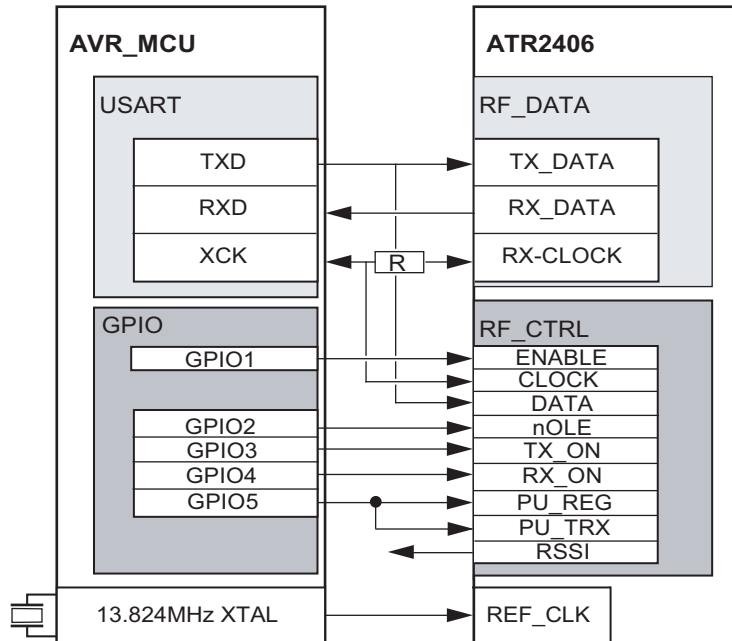 AVR_MCU
USART
TXD
RXD
XCK
GPIO
GPIO1
GPIO2
GPIO3
GPIO4
GPIO5
13.824MHz XTAL
R
ATR2406
RF_DATA
TX_DATA
RX_DATA
RX-CLOCK
RF_CTRL
ENABLE
CLOCK
DATA
nOLE
TX_ON
RX_ON
PU_REG
PU_TRX
RSSI
REF_CLK